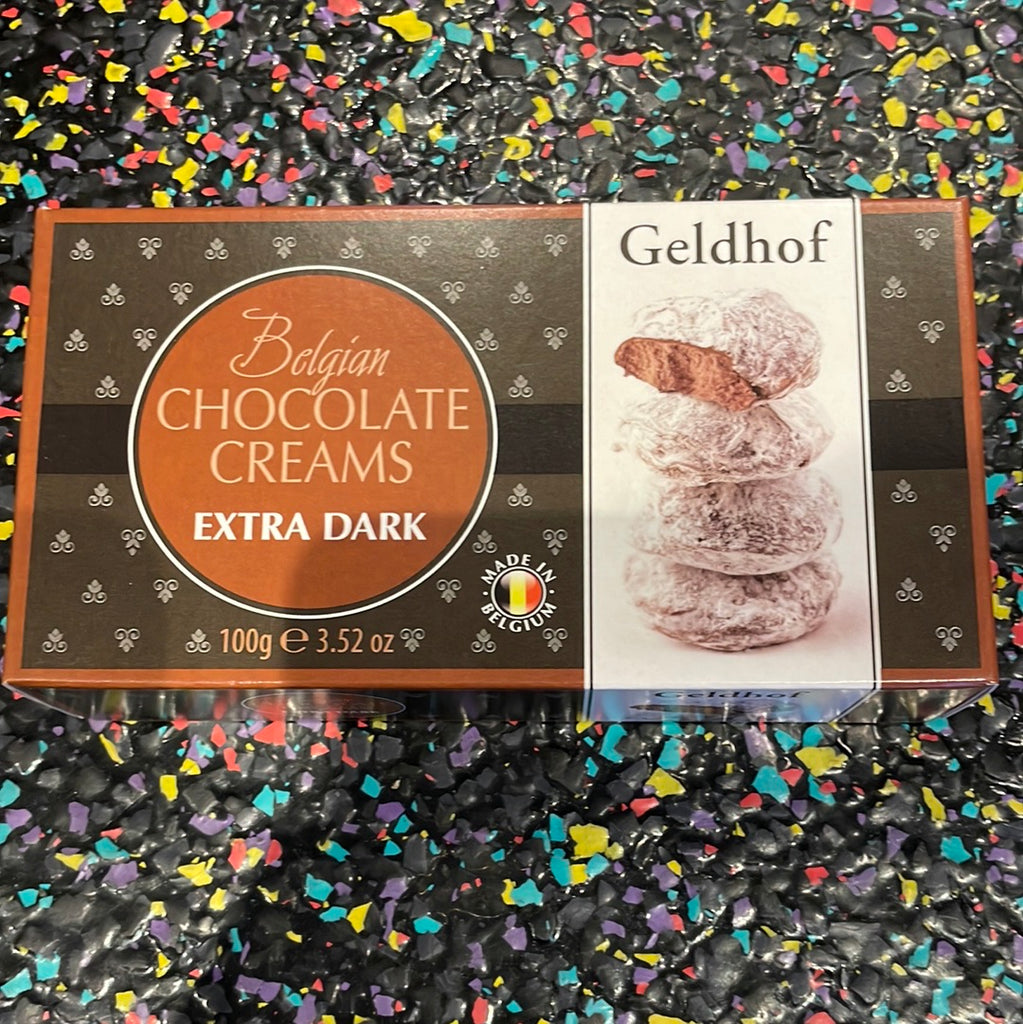 Geldhof
Belgian
CHOCOLATE
CREAMS
EXTRA DARK
MADE IN
BELGIUM
100g ℮ 3.52 oz
Geldhof